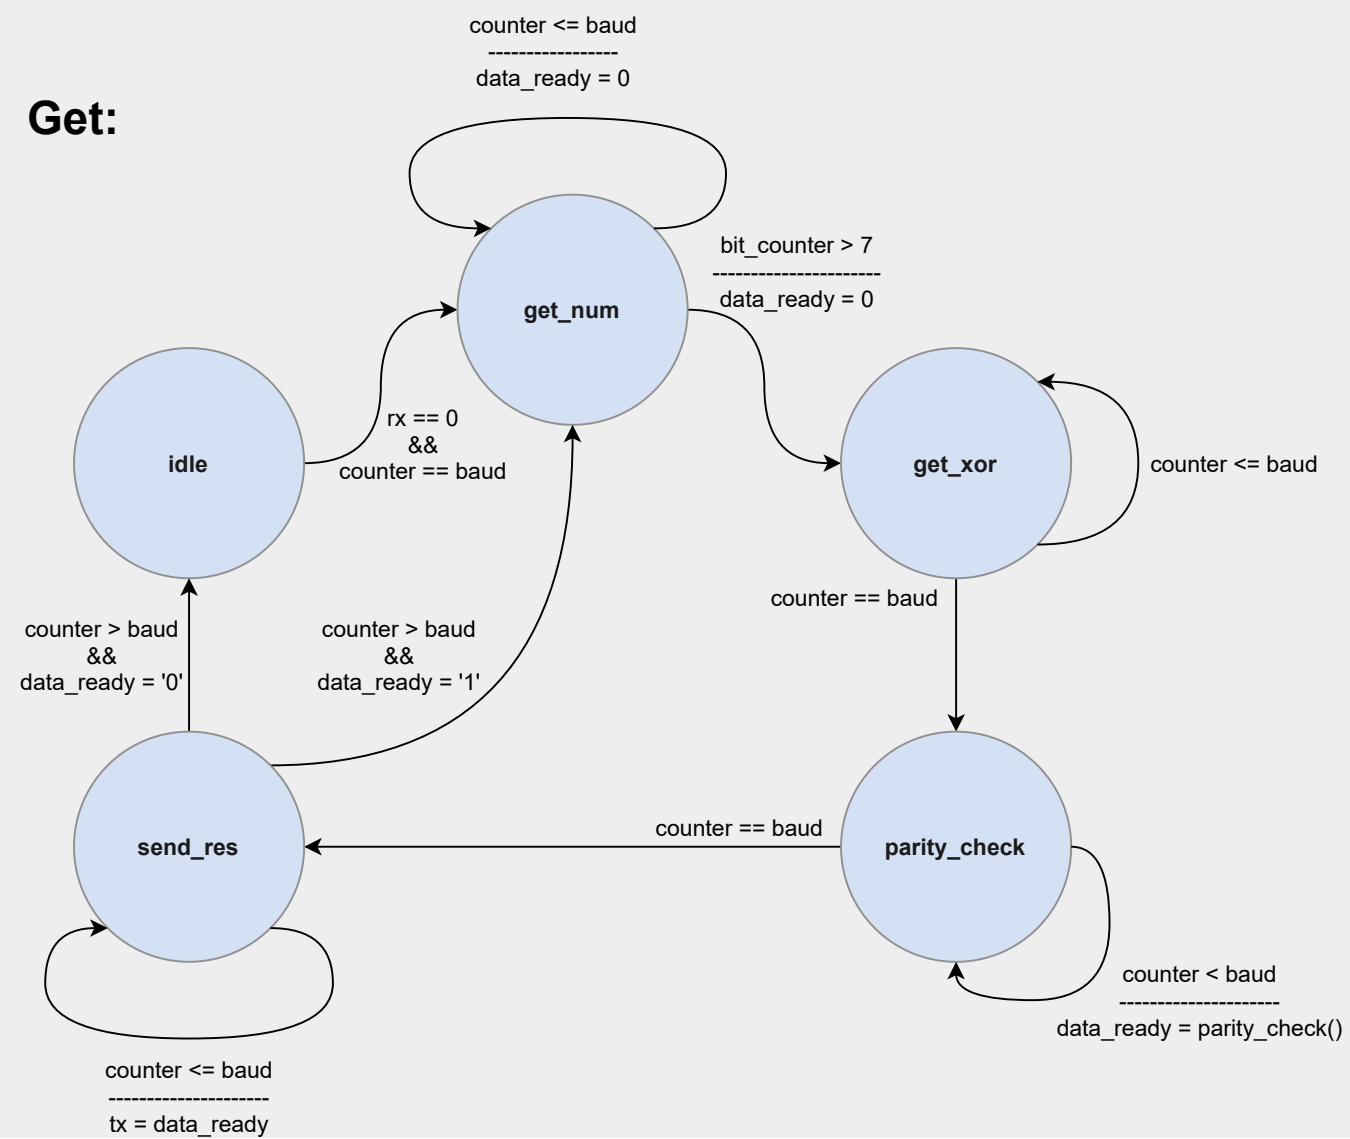 counter <= baud
-----------------
data_ready = 0
Get:
bit_counter > 7
----------------------
data_ready = 0
get_num
rx == 0
&&
counter == baud
idle
get_xor
counter <= baud
counter == baud
counter > baud
&&
data_ready = '0'
counter > baud
&&
data_ready = '1'
counter == baud
send_res
parity_check
counter < baud
---------------------
data_ready = parity_check()
counter <= baud
---------------------
tx = data_ready